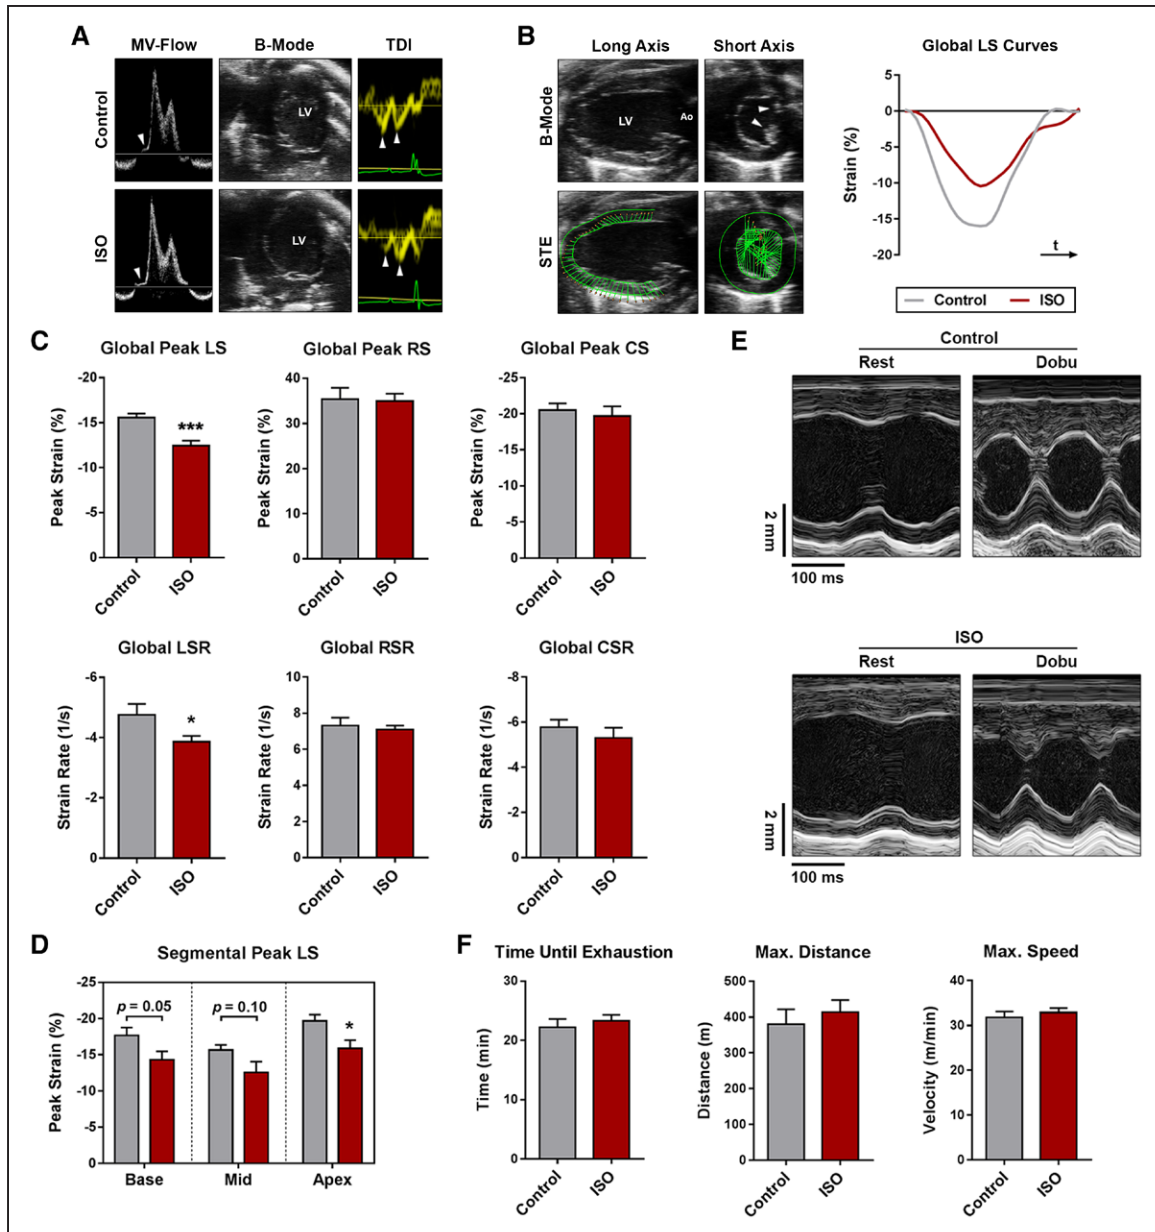 A
MV-Flow B-Mode TDI
Control
LV
ISO
LV
B
Long Axis Short Axis
B-Mode
LV
Ao
STE
Global LS Curves
Strain (%)
0
-5
-10
-15
-20
t
Control ISO
C
Global Peak LS
Peak Strain (%)
-20
-15
-10
-5
0
***
Control ISO
Global Peak RS
Peak Strain (%)
40
30
20
10
0
Control ISO
Global Peak CS
Peak Strain (%)
-25
-20
-15
-10
-5
0
Control ISO
Global LSR
Strain Rate (1/s)
-6
-4
-2
0
*
Control ISO
Global RSR
Strain Rate (1/s)
10
8
6
4
2
0
Control ISO
Global CSR
Strain Rate (1/s)
-8
-6
-4
-2
0
Control ISO
D
Segmental Peak LS
Peak Strain (%)
-25
-20
-15
-10
-5
0
p = 0.05 p = 0.10 *
Base Mid Apex
E
Control
Rest Dobu
2 mm
100 ms
ISO
Rest Dobu
2 mm
100 ms
F
Time Until Exhaustion
Time (min)
30
20
10
0
Control ISO
Max. Distance
Distance (m)
500
400
300
200
100
0
Control ISO
Max. Speed
Velocity (m/min)
40
30
20
10
0
Control ISO